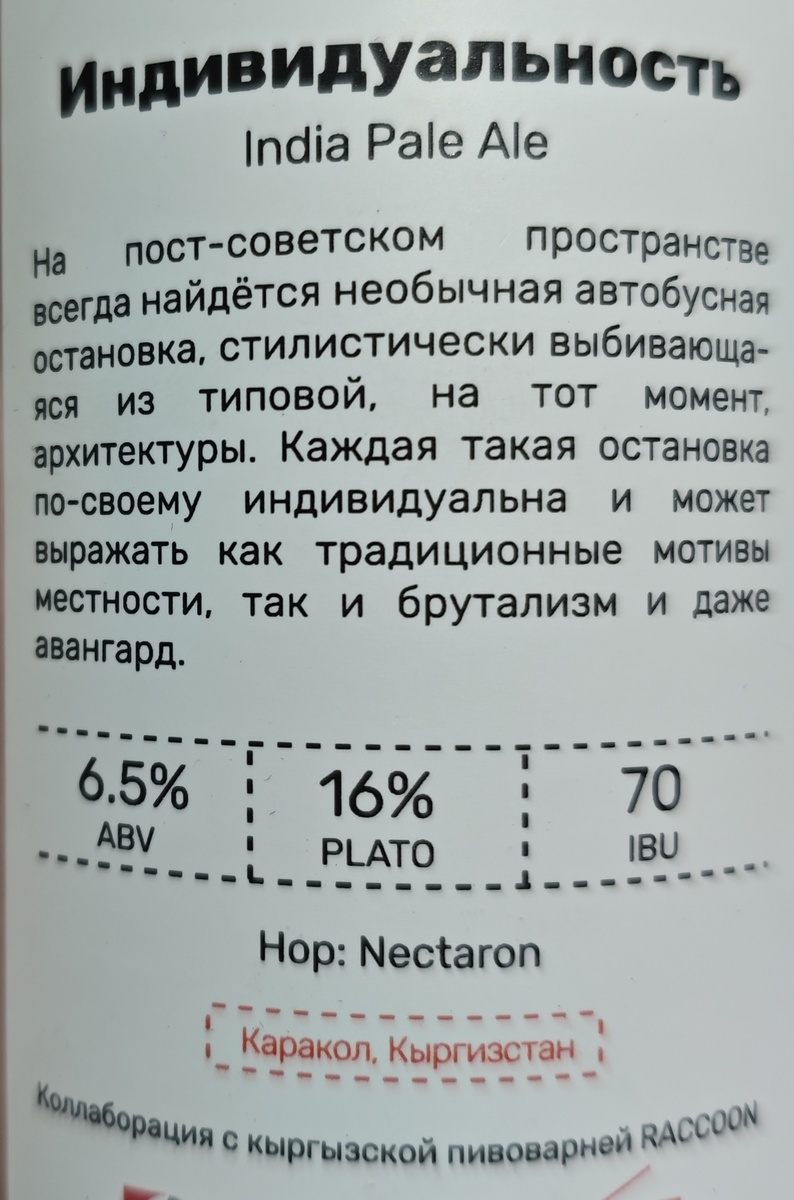 Индивидуальность
India Pale Ale
На пост-советском пространстве
всегда найдётся необычная автобусная
остановка, стилистически выбивающа-
яся из типовой, на тот момент,
архитектуры. Каждая такая остановка
по-своему индивидуальна и может
выражать как традиционные мотивы
местности, так и брутализм и даже
авангард.
6.5% 16% 70
ABV PLATO IBU
Hop: Nectaron
Каракол, Кыргизстан
Коллаборация с кыргызской пивоварней RACCOON